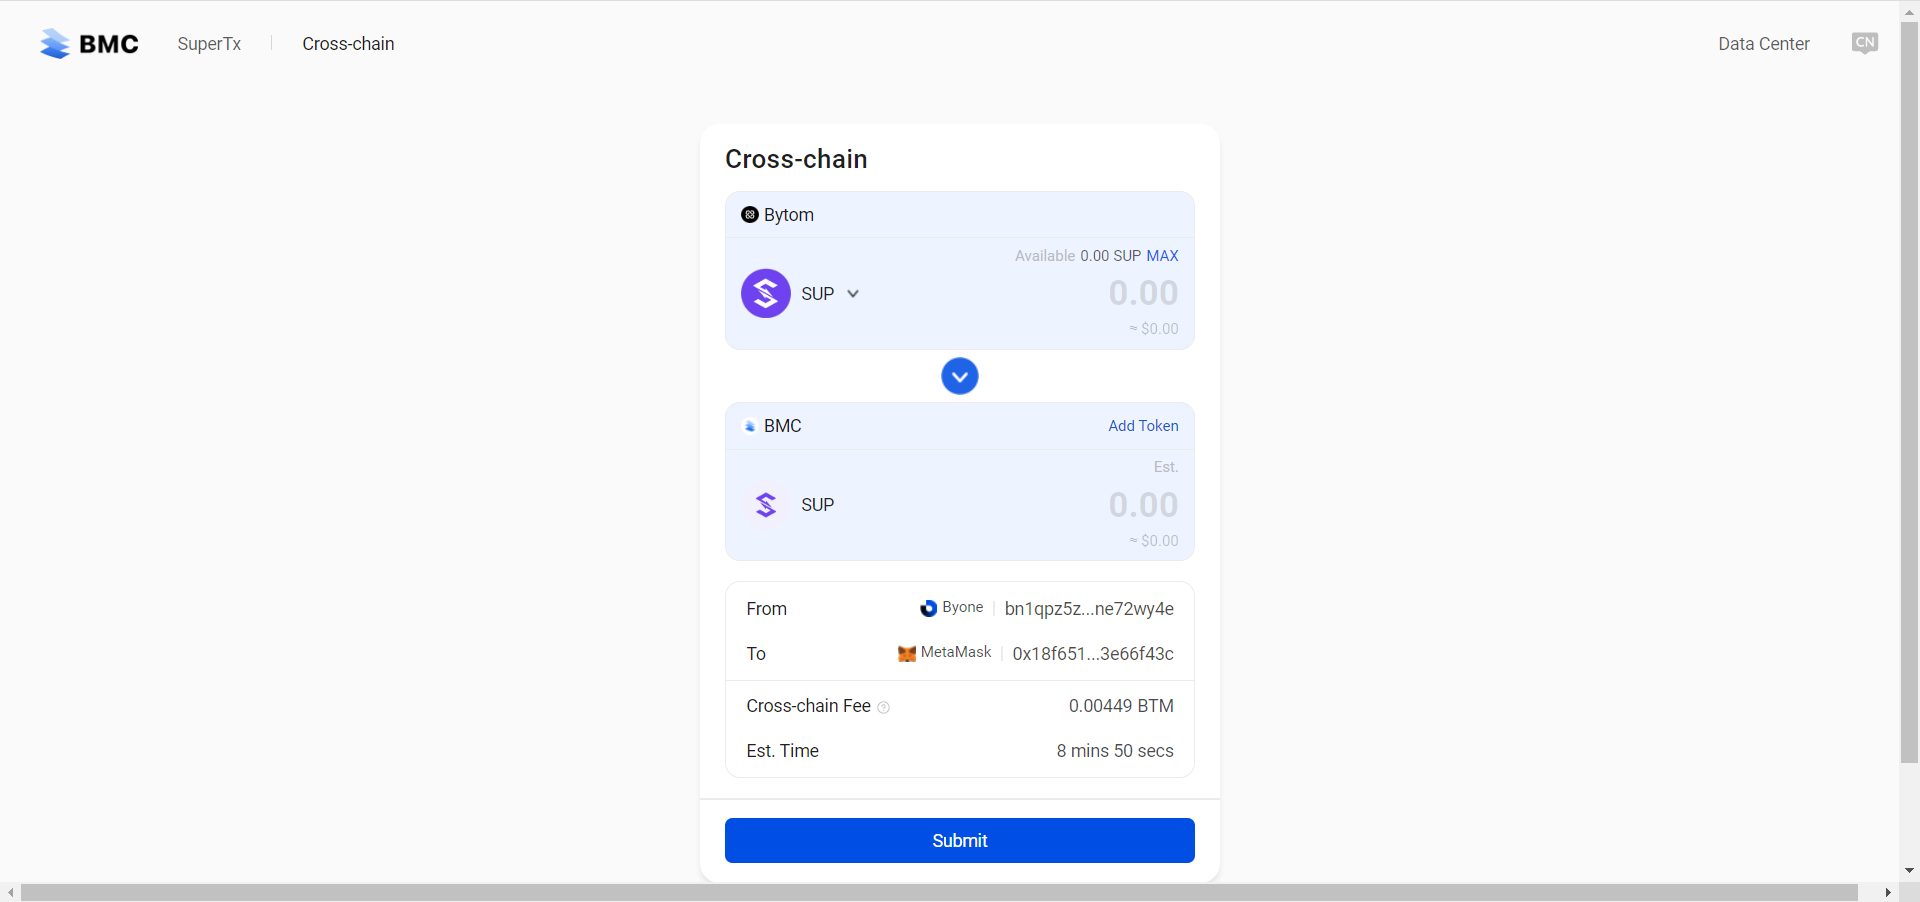 BMC SuperTx Cross-chain Data Center CN
Cross-chain
Bytom
Available 0.00 SUP MAX
SUP 0.00
≈ $0.00
BMC Add Token
Est.
SUP 0.00
≈ $0.00
From Byone bn1qpz5z...ne72wy4e
To MetaMask 0x18f651...3e66f43c
Cross-chain Fee ? 0.00449 BTM
Est. Time 8 mins 50 secs
Submit